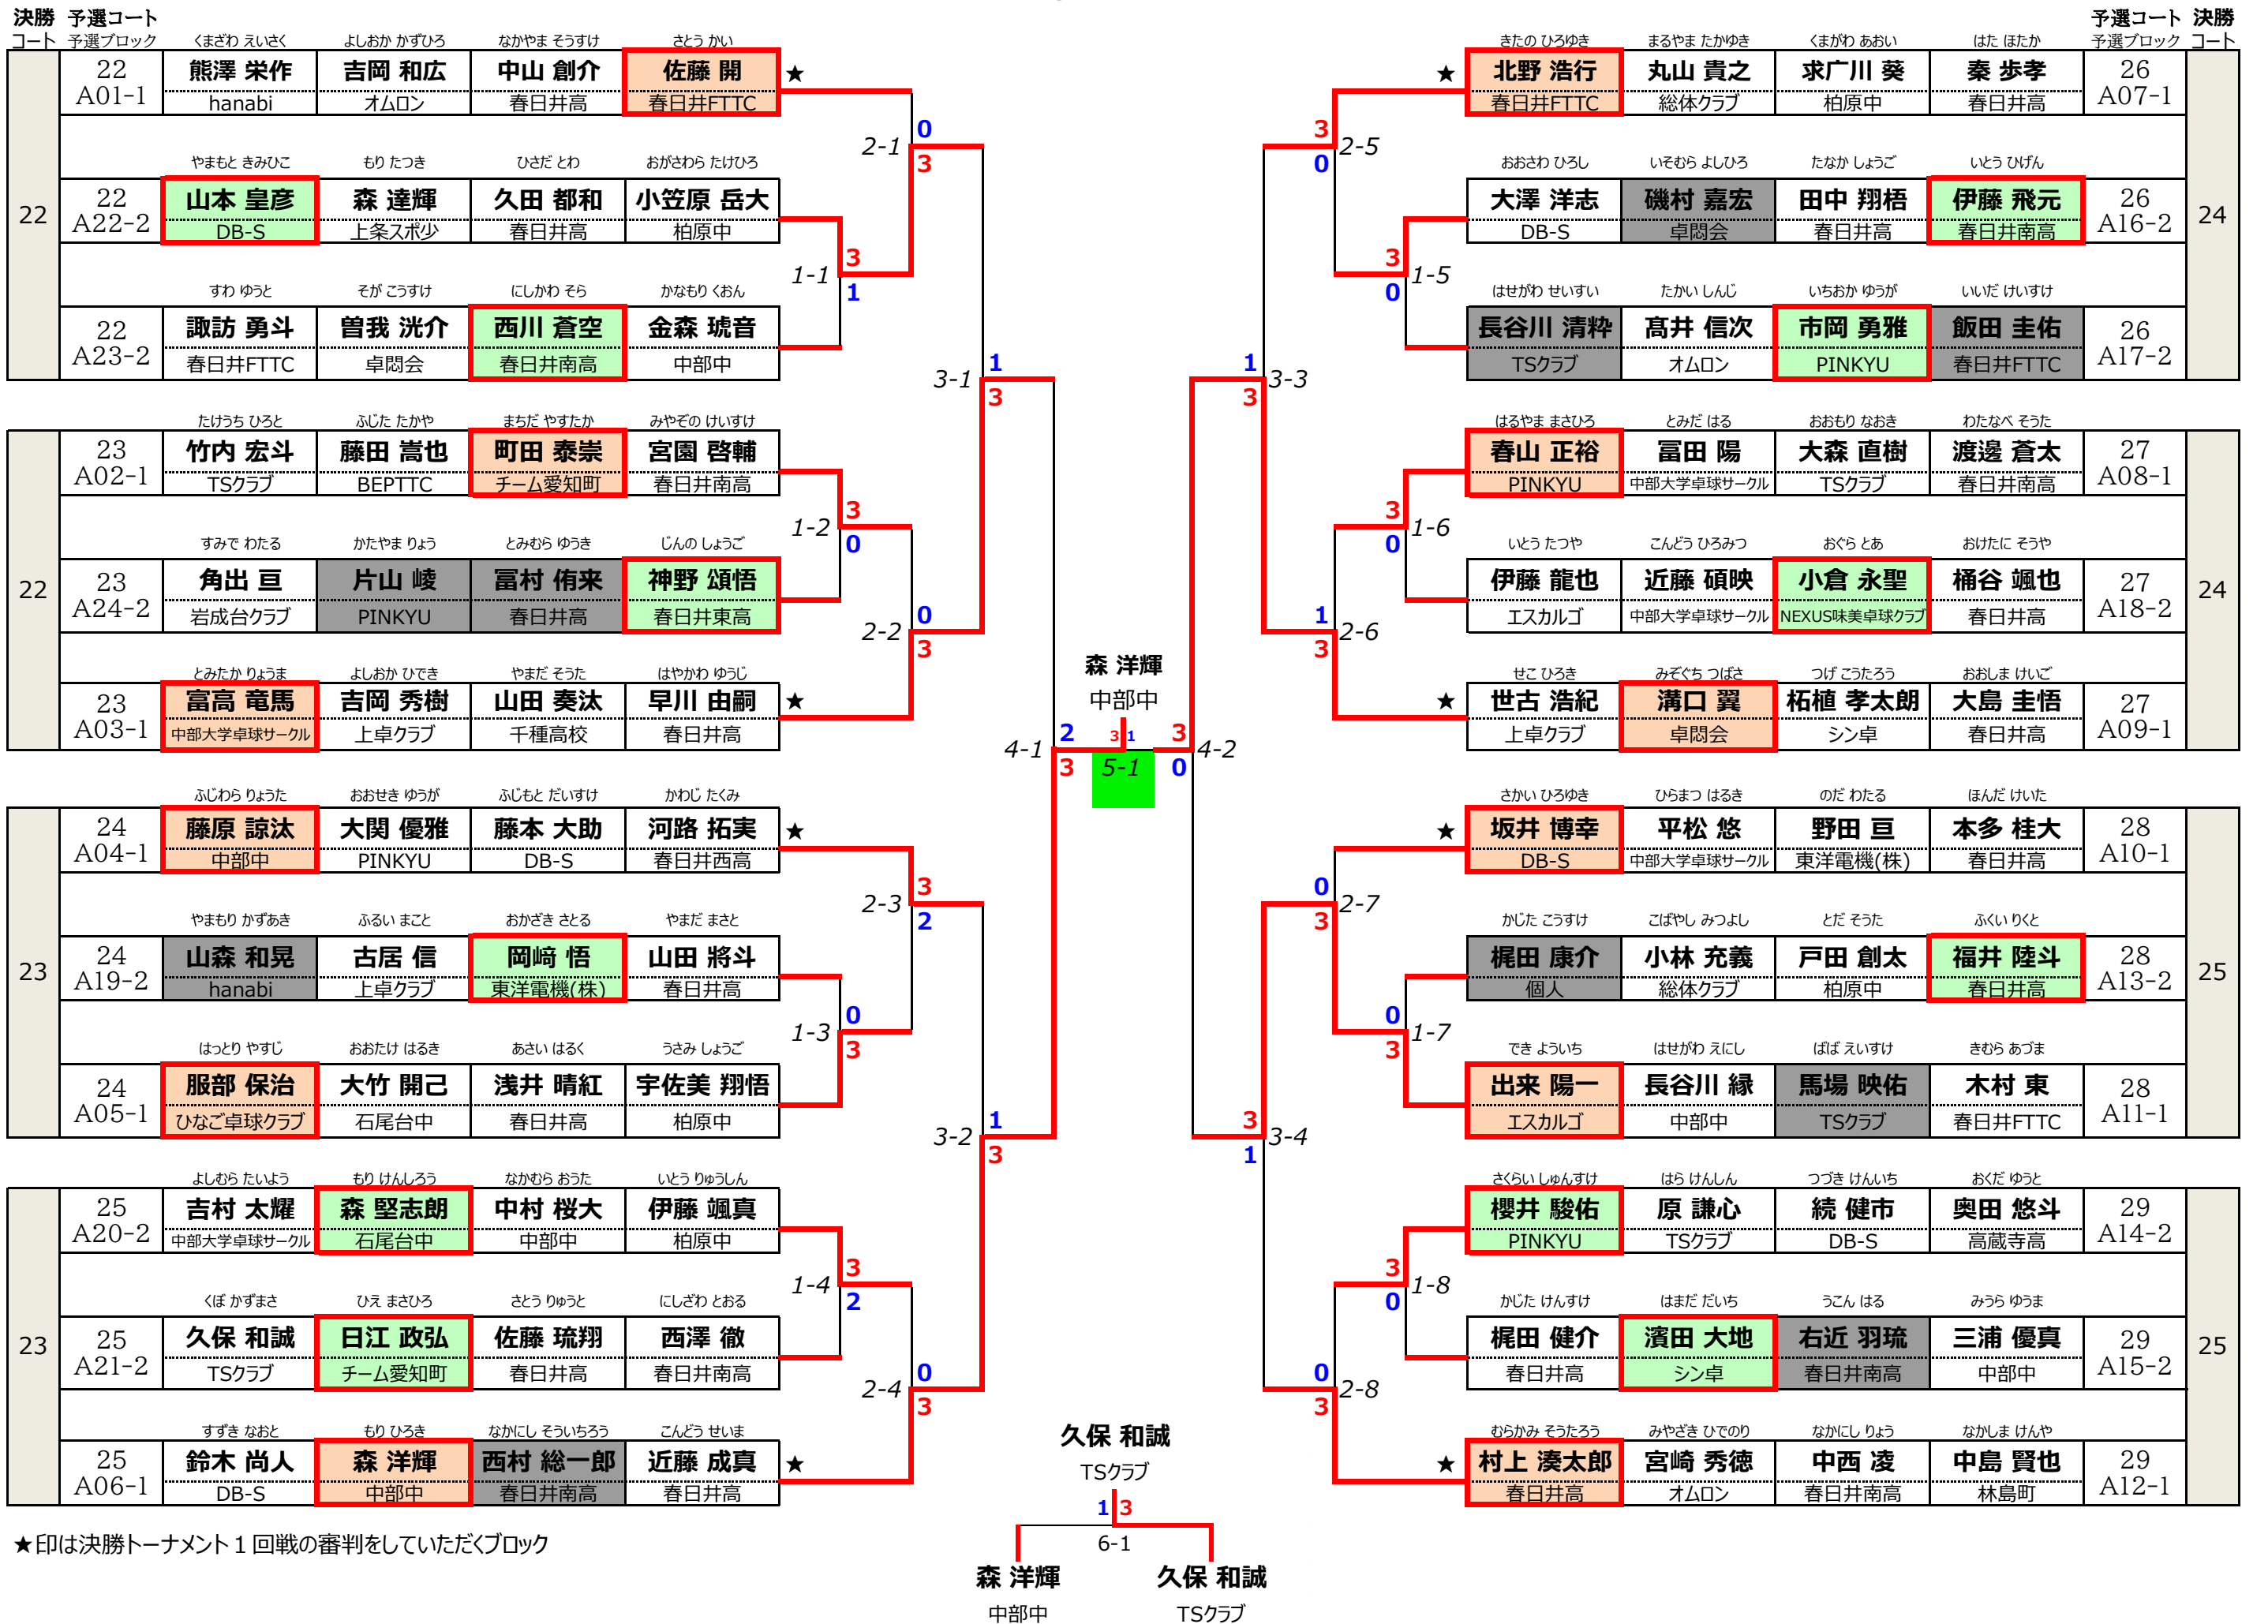 決勝 予選コート
コート 予選ブロック くまざわ えいさく よしおか かずひろ なかやま そうすけ さとう かい
22 A01-1 熊澤 栄作 吉岡 和広 中山 創介 佐藤 開 ★
hanabi オムロン 春日井高 春日井FTTC
やまもと きみひこ もり たつき ひさだ とわ おがさわら たけひろ
22 22 A22-2 山本 皇彦 森 達輝 久田 都和 小笠原 岳大
DB-S 上条スポ少 春日井高 柏原中
すわ ゆうと そが こうすけ にしかわ そら かなもり くおん
22 A23-2 諏訪 勇斗 曽我 洸介 西川 蒼空 金森 琥音
春日井FTTC 卓悶会 春日井南高 中部中
たけうち ひろと ふじた たかや まちだ やすたか みやぞの けいすけ
23 A02-1 竹内 宏斗 藤田 嵩也 町田 泰崇 宮園 啓輔
TSクラブ BEPTTC チーム愛知町 春日井南高
すみで わたる かたやま りょう とみむら ゆうき じんの しょうご
22 23 A24-2 角出 亘 片山 崚 冨村 侑来 神野 頌悟
岩成台クラブ PINKYU 春日井高 春日井東高
とみたか りょうま よしおか ひでき やまだ そうた はやかわ ゆうじ
23 A03-1 富高 竜馬 吉岡 秀樹 山田 奏汰 早川 由嗣 ★
中部大学卓球サークル 上卓クラブ 千種高校 春日井高
ふじわら りょうた おおせき ゆうが ふじもと だいすけ かわじ たくみ
24 A04-1 藤原 諒汰 大関 優雅 藤本 大助 河路 拓実 ★
中部中 PINKYU DB-S 春日井西高
やまもり かずあき ふるい まこと おかざき さとる やまだ まさと
23 24 A19-2 山森 和晃 古居 信 岡﨑 悟 山田 將斗
hanabi 上卓クラブ 東洋電機(株) 春日井高
はっとり やすじ おおたけ はるき あさい はるく うさみ しょうご
24 A05-1 服部 保治 大竹 開己 浅井 晴紅 宇佐美 翔悟
ひなご卓球クラブ 石尾台中 春日井高 柏原中
よしむら たいよう もり けんしろう なかむら おうた いとう りゅうしん
25 A20-2 吉村 太耀 森 堅志朗 中村 桜大 伊藤 颯真
中部大学卓球サークル 石尾台中 中部中 柏原中
くぼ かずまさ ひえ まさひろ さとう りゅうと にしざわ とおる
23 25 A21-2 久保 和誠 日江 政弘 佐藤 琉翔 西澤 徹
TSクラブ チーム愛知町 春日井高 春日井南高
すずき なおと もり ひろき なかにし そういちろう こんどう せいま
25 A06-1 鈴木 尚人 森 洋輝 西村 総一郎 近藤 成真 ★
DB-S 中部中 春日井南高 春日井高
1-1 3 1
1-2 3 0
1-3 0 3
1-4 3 2
2-1 0 3
2-2 0 3
2-3 3 2
2-4 0 3
3-1 1 3
3-2 1 3
4-1 2 3
森 洋輝
中部中
3 1
5-1
3 0 4-2
1 3 3-3
3 1 3-4
3 0 2-5
1 3 2-6
0 3 2-7
0 3 2-8
3 0 1-5
3 0 1-6
0 3 1-7
3 0 1-8
予選コート 決勝
きたの ひろゆき まるやま たかゆき くまがわ あおい はた ほたか 予選ブロック コート
★ 北野 浩行 丸山 貴之 求广川 葵 秦 歩孝 26 A07-1
春日井FTTC 総体クラブ 柏原中 春日井高
おおさわ ひろし いそむら よしひろ たなか しょうご いとう ひげん
大澤 洋志 磯村 嘉宏 田中 翔梧 伊藤 飛元 26 A16-2 24
DB-S 卓悶会 春日井高 春日井南高
はせがわ せいすい たかい しんじ いちおか ゆうが いいだ けいすけ
長谷川 清粋 髙井 信次 市岡 勇雅 飯田 圭佑 26 A17-2
TSクラブ オムロン PINKYU 春日井FTTC
はるやま まさひろ とみだ はる おおもり なおき わたなべ そうた
春山 正裕 冨田 陽 大森 直樹 渡邊 蒼太 27 A08-1
PINKYU 中部大学卓球サークル TSクラブ 春日井南高
いとう たつや こんどう ひろみつ おぐら とあ おけたに そうや
伊藤 龍也 近藤 碩映 小倉 永聖 桶谷 颯也 27 A18-2 24
エスカルゴ 中部大学卓球サークル NEXUS味美卓球クラブ 春日井高
せこ ひろき みぞぐち つばさ つげ こうたろう おおしま けいご
★ 世古 浩紀 溝口 翼 柘植 孝太朗 大島 圭悟 27 A09-1
上卓クラブ 卓悶会 シン卓 春日井高
さかい ひろゆき ひらまつ はるき のだ わたる ほんだ けいた
★ 坂井 博幸 平松 悠 野田 亘 本多 桂大 28 A10-1
DB-S 中部大学卓球サークル 東洋電機(株) 春日井高
かじた こうすけ こばやし みつよし とだ そうた ふくい りくと
梶田 康介 小林 充義 戸田 創太 福井 陸斗 28 A13-2 25
個人 総体クラブ 柏原中 春日井高
でき よういち はせがわ えにし ばば えいすけ きむら あづま
出来 陽一 長谷川 縁 馬場 映佑 木村 東 28 A11-1
エスカルゴ 中部中 TSクラブ 春日井FTTC
さくらい しゅんすけ はら けんしん つづき けんいち おくだ ゆうと
櫻井 駿佑 原 謙心 続 健市 奥田 悠斗 29 A14-2
PINKYU TSクラブ DB-S 高蔵寺高
かじた けんすけ はまだ だいち うこん はる みうら ゆうま
梶田 健介 濱田 大地 右近 羽琉 三浦 優真 29 A15-2 25
春日井高 シン卓 春日井南高 中部中
むらかみ そうたろう みやざき ひでのり なかにし りょう なかしま けんや
★ 村上 湊太郎 宮崎 秀徳 中西 凌 中島 賢也 29 A12-1
春日井高 オムロン 春日井南高 林島町
久保 和誠
TSクラブ
1 3
6-1
森 洋輝 久保 和誠
中部中 TSクラブ
★印は決勝トーナメント１回戦の審判をしていただくブロック